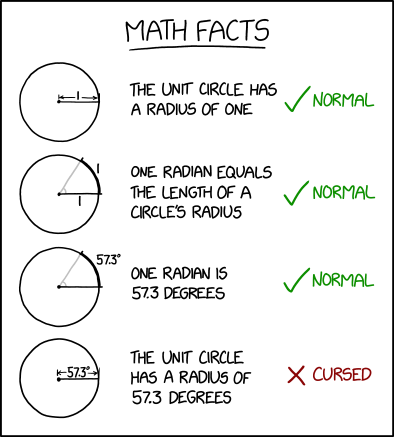 MATH FACTS
1
THE UNIT CIRCLE HAS
A RADIUS OF ONE
NORMAL
1
1
ONE RADIAN EQUALS
THE LENGTH OF A
CIRCLE'S RADIUS
NORMAL
57.3°
ONE RADIAN IS
57.3 DEGREES
NORMAL
57.3°
THE UNIT CIRCLE
HAS A RADIUS OF
57.3 DEGREES
CURSED